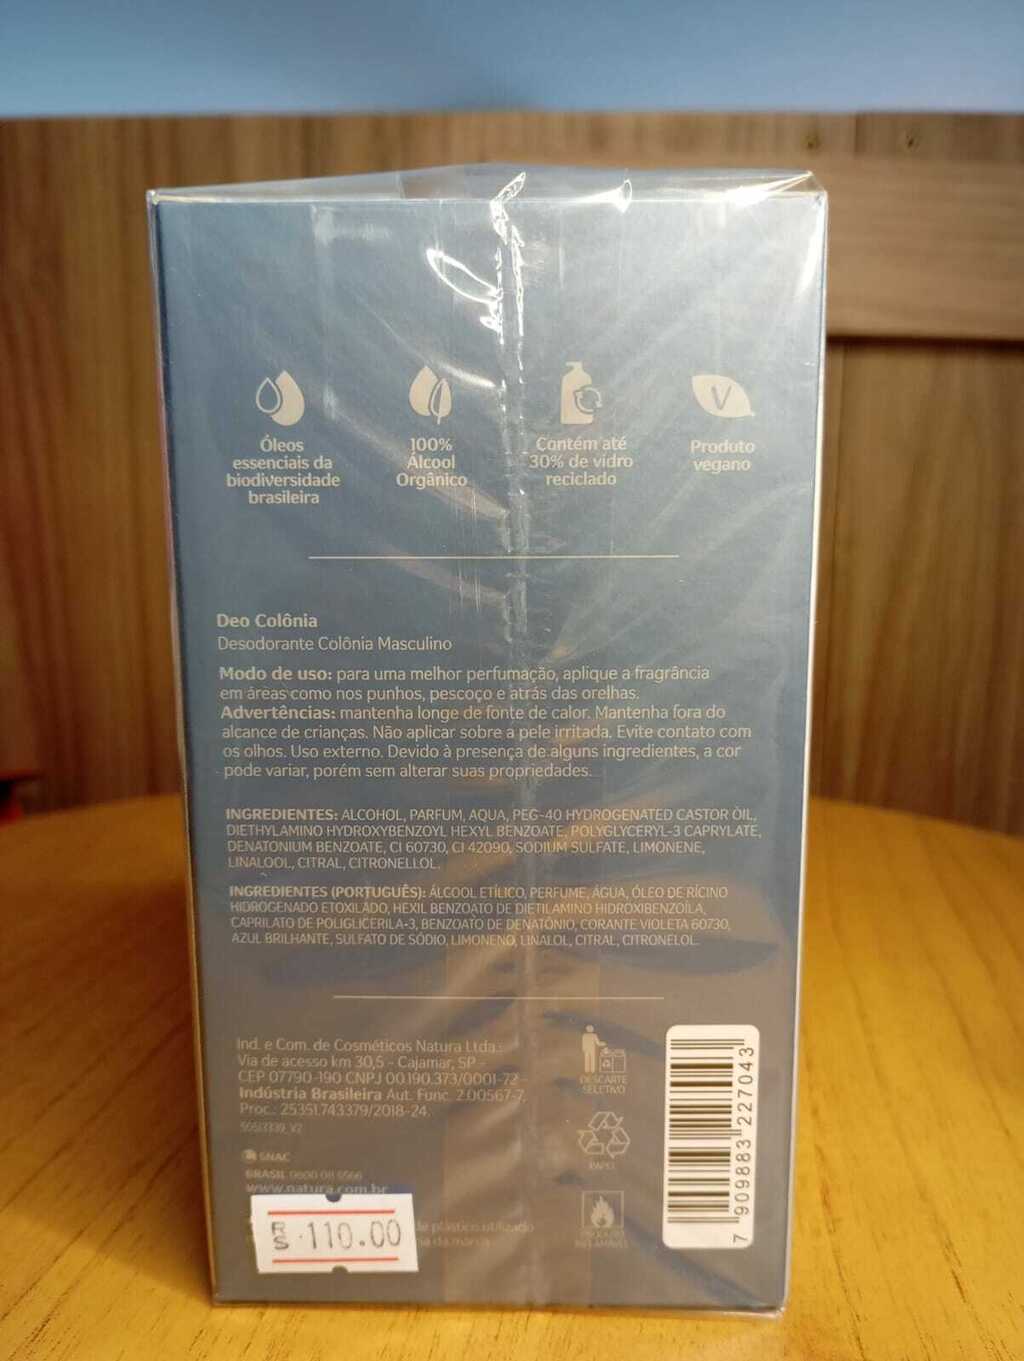 Óleos
essenciais da
biodiversidade
brasileira
100%
Álcool
Orgânico
Contém até
30% de vidro
reciclado
V
Produto
vegano
Deo Colônia
Desodorante Colônia Masculino
Modo de uso: para uma melhor perfumação, aplique a fragrância
em áreas como nos punhos, pescoço e atrás das orelhas.
Advertências: mantenha longe de fonte de calor. Mantenha fora do
alcance de crianças. Não aplicar sobre a pele irritada. Evite contato com
os olhos. Uso externo. Devido à presença de alguns ingredientes, a cor
pode variar, porém sem alterar suas propriedades.
INGREDIENTES: ALCOHOL, PARFUM, AQUA, PEG-40 HYDROGENATED CASTOR OIL,
DIETHYLAMINO HYDROXYBENZOYL HEXYL BENZOATE, POLYGLYCERYL-3 CAPRYLATE,
DENATONIUM BENZOATE, CI 60730, CI 42090, SODIUM SULFATE, LIMONENE,
LINALOOL, CITRAL, CITRONELLOL.
INGREDIENTES (PORTUGUÊS): ÁLCOOL ETÍLICO, PERFUME, ÁGUA, ÓLEO DE RÍCINO
HIDROGENADO ETOXILADO, HEXIL BENZOATO DE DIETILAMINO HIDROXIBENZOÍLA,
CAPRILATO DE POLIGLICERILA-3, BENZOATO DE DENATÔNIO, CORANTE VIOLETA 60730,
AZUL BRILHANTE, SULFATO DE SÓDIO, LIMONENO, LINALOL, CITRAL, CITRONELOL.
Ind. e Com. de Cosméticos Natura Ltda.:
Via de acesso km 30,5 - Cajamar, SP -
CEP 07790-190 CNPJ 00.190.373/0001-72 -
Indústria Brasileira Aut. Func. 2.00567-7.
Proc.: 25351.743379/2018-24.
SNAC
BRASIL 0800 011 5566
www.natura.com.br
de plástico utilizado
da marca
R$ 110.00
DESCARTE
SELETIVO
PAPEL
PRODUTO
INFLAMÁVEL
7 909883 227043